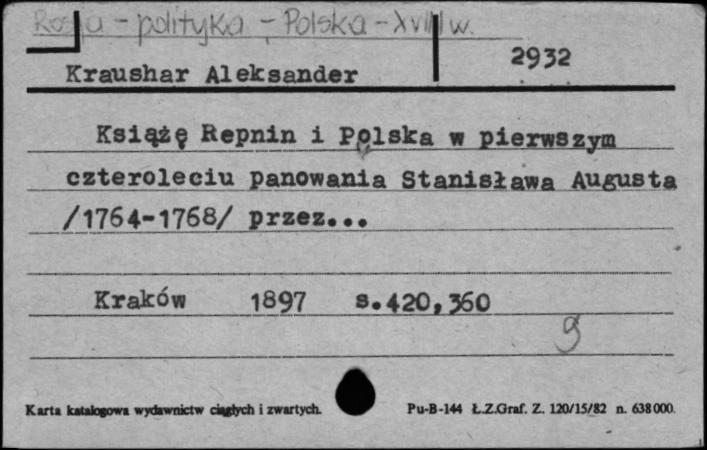 Rosja - polityka - Polska - XVIII w.
2932
Kraushar Aleksander
Książę Repnin i Polska w pierwszym
czteroleciu panowania Stanisława Augusta
/1764-1768/ przez...
Kraków 1897 s.420,360
9
Karta katalogowa wydawnictw ciągłych i zwartych. Pu-B-144 Ł.Z.Graf. Z. 120/15/82 n. 638000.